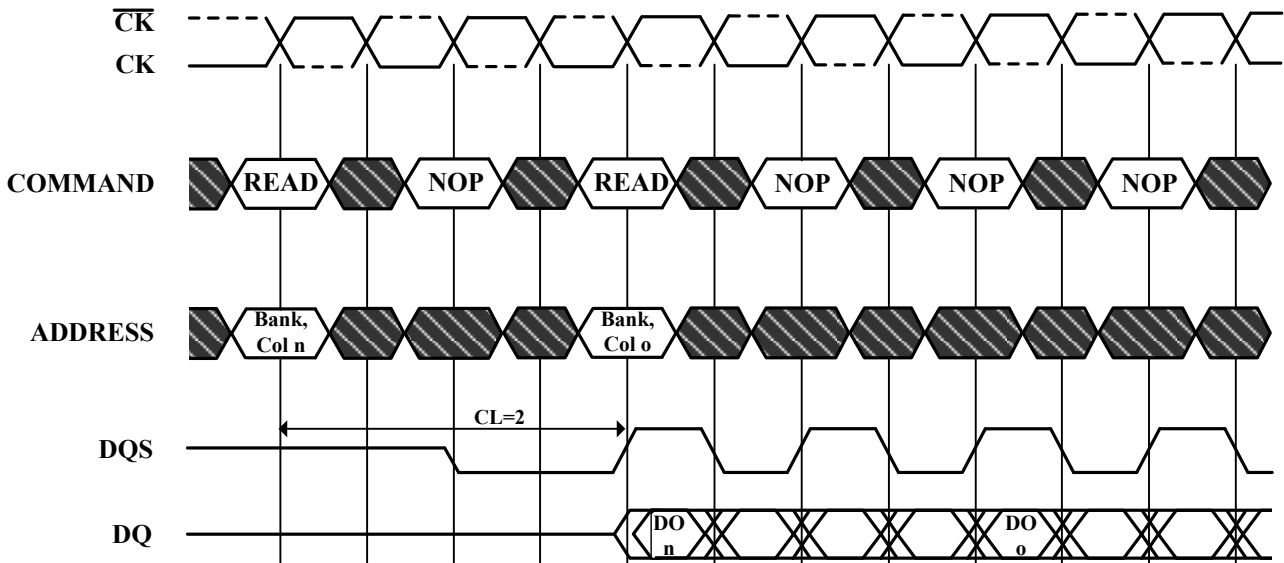 C̅K̅
CK
COMMAND
READ
NOP
READ
NOP
NOP
NOP
ADDRESS
Bank,
Col n
Bank,
Col o
CL=2
DQS
DQ
DO
n
DO
o